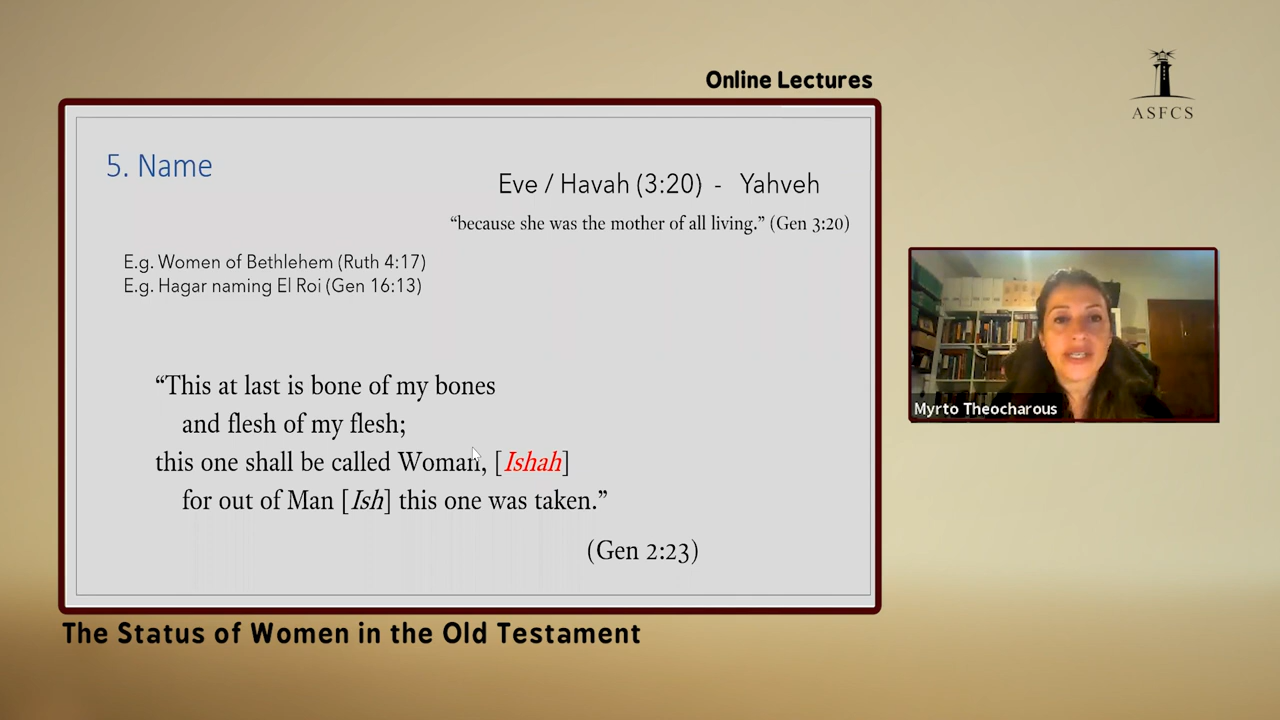 Online Lectures
ASFCS
5. Name
Eve / Havah (3:20) - Yahveh
“because she was the mother of all living.” (Gen 3:20)
E.g. Women of Bethlehem (Ruth 4:17)
E.g. Hagar naming El Roi (Gen 16:13)
“This at last is bone of my bones
and flesh of my flesh;
this one shall be called Woman, [Ishah]
for out of Man [Ish] this one was taken.”
(Gen 2:23)
Myrto Theocharous
The Status of Women in the Old Testament